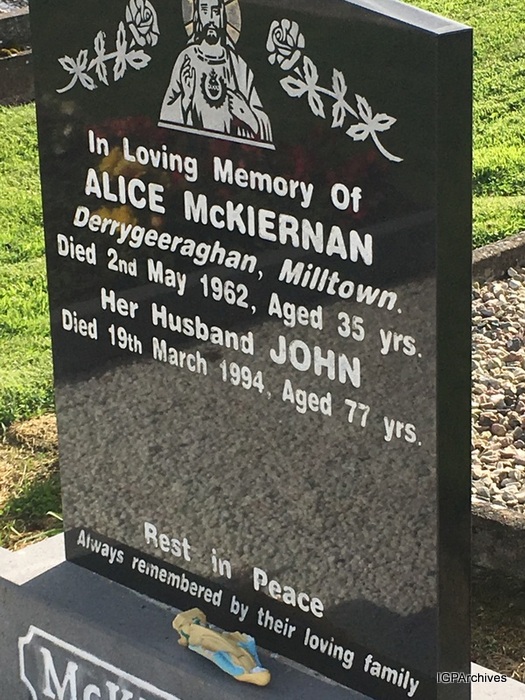 In Loving Memory Of
ALICE McKIERNAN
Derrygeeraghan, Milltown.
Died 2nd May 1962, Aged 35 yrs.
Her Husband JOHN
Died 19th March 1994, Aged 77 yrs.
Rest in Peace
Always remembered by their loving family
IGPArchives